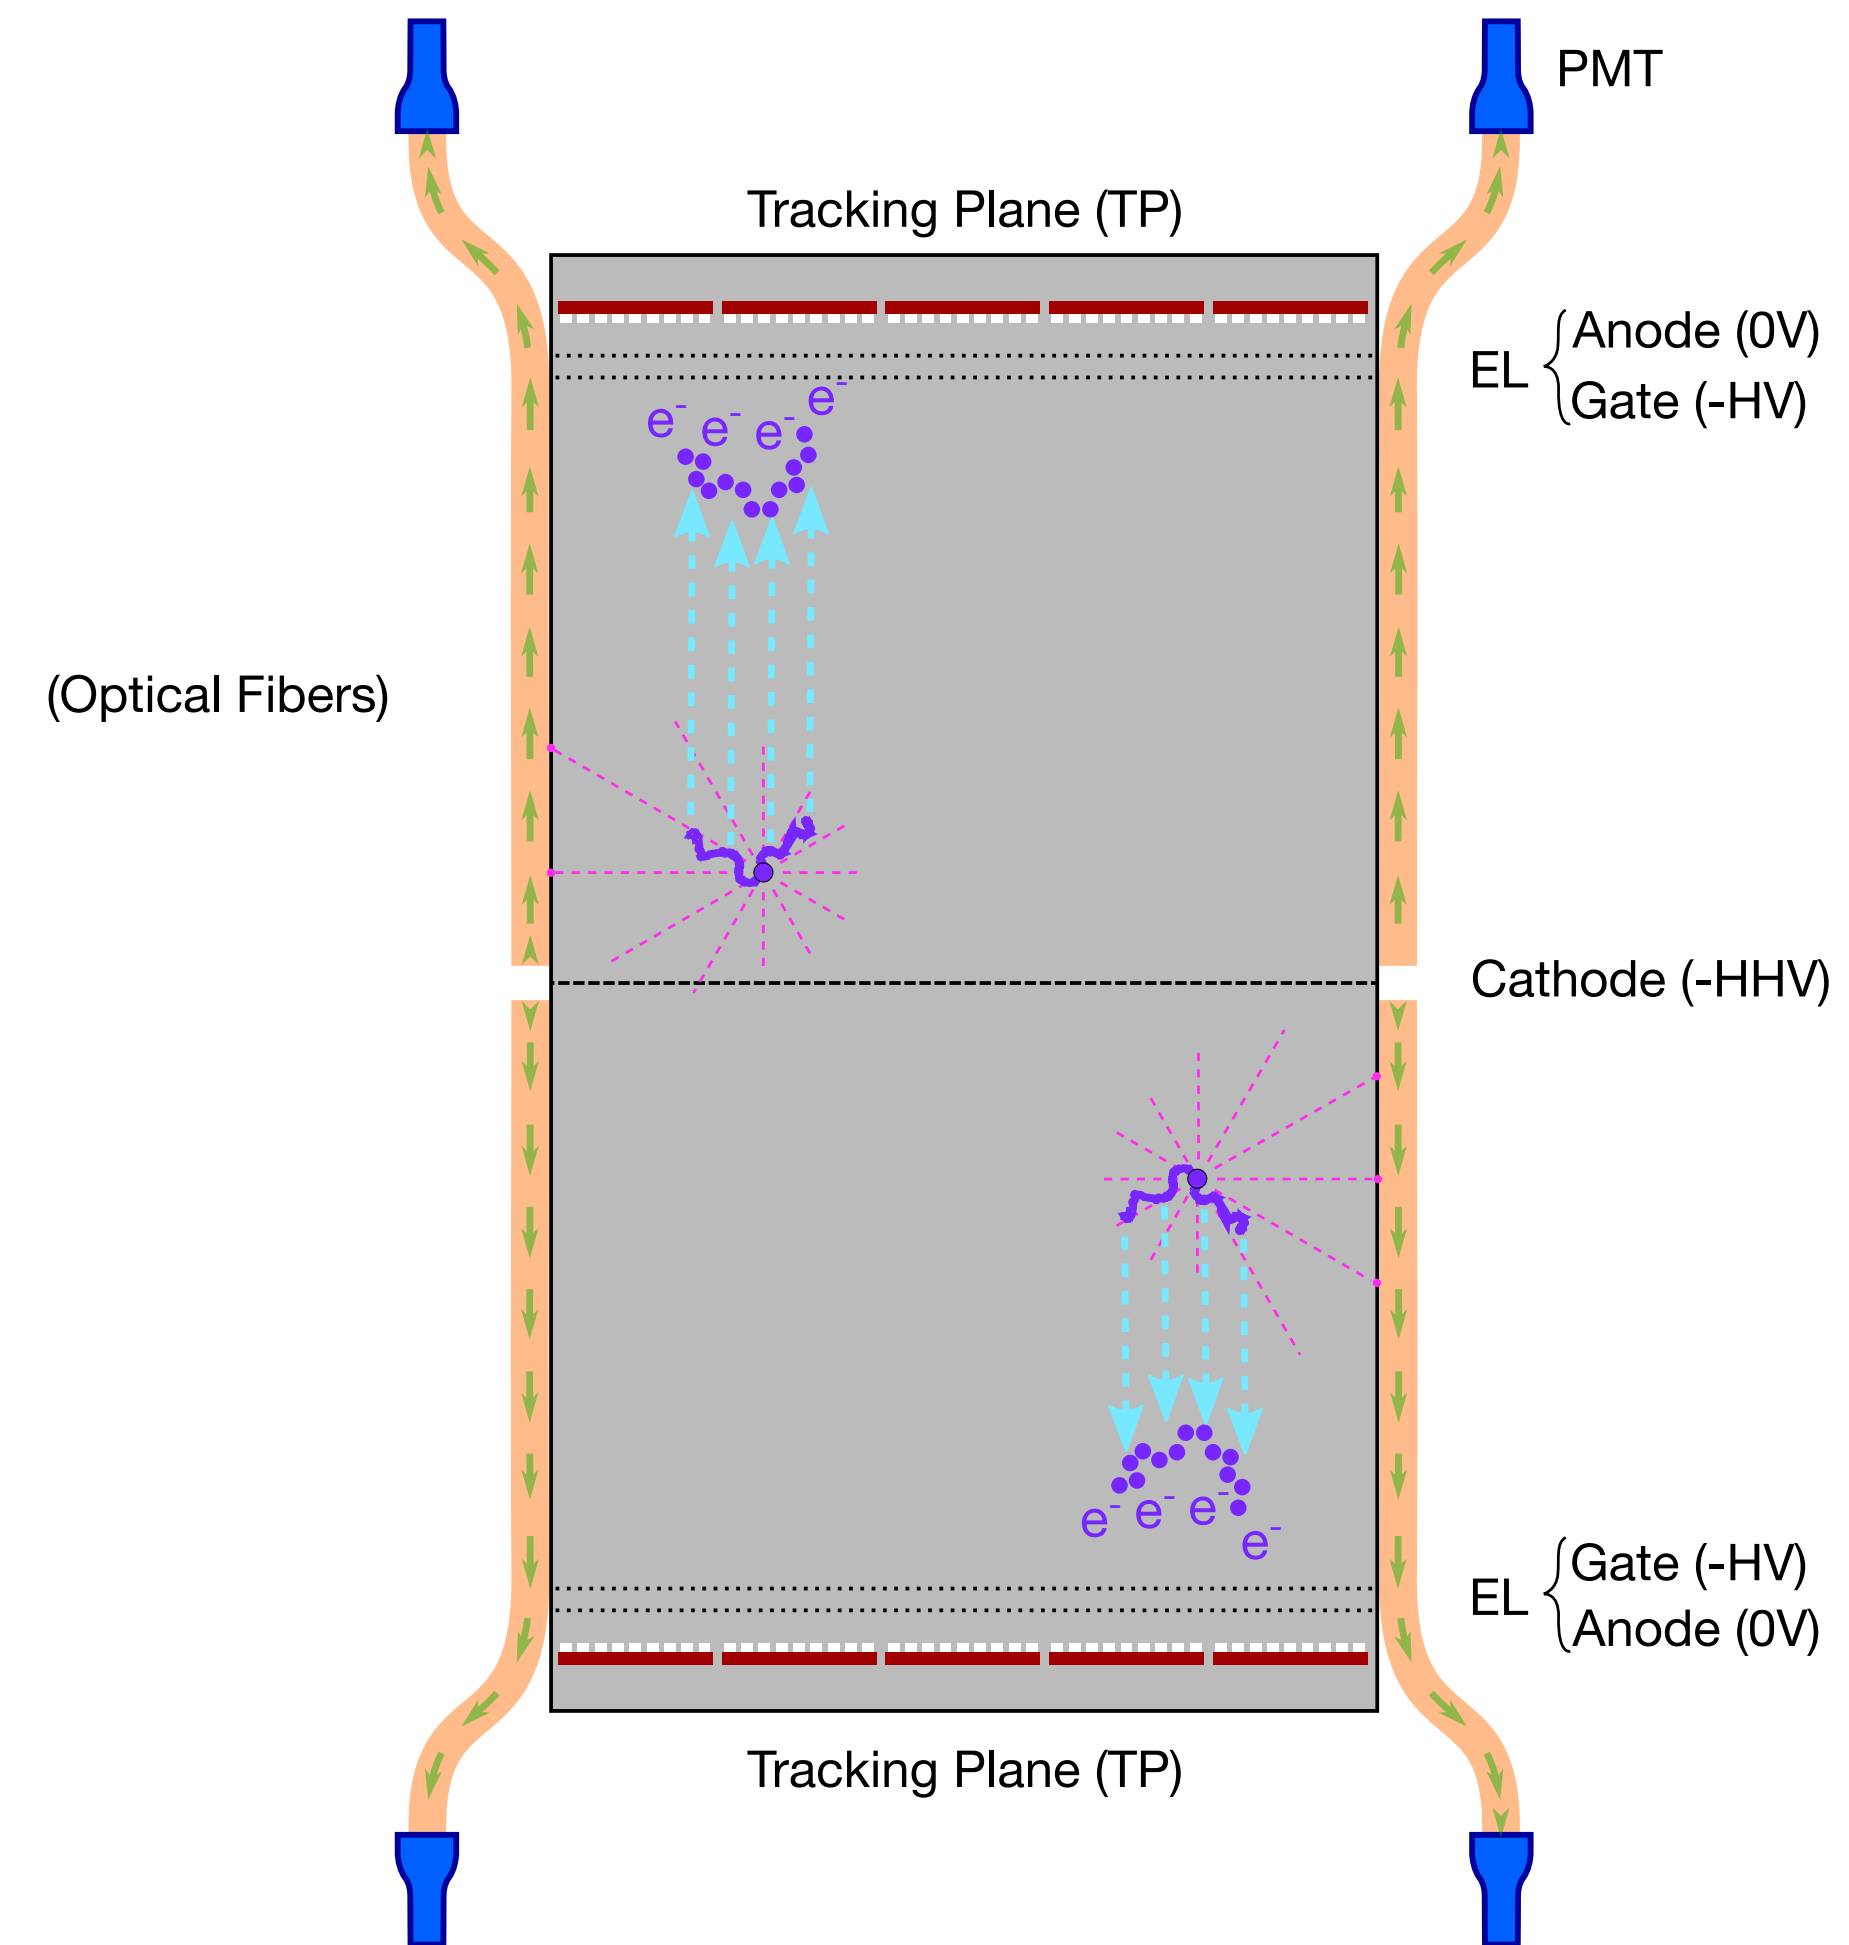 PMT
Tracking Plane (TP)
EL
Anode (0V)
Gate (-HV)
e-
e-
e-
e-
(Optical Fibers)
Cathode (-HHV)
e-
e-
e-
e-
EL
Gate (-HV)
Anode (0V)
Tracking Plane (TP)